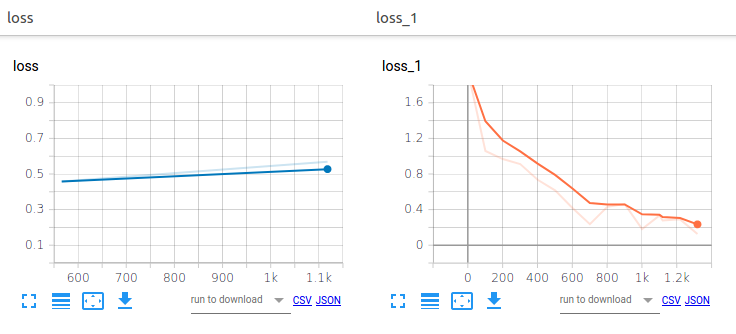 loss
loss_1
loss
loss_1
0.9
0.7
0.5
0.3
0.1
600 700 800 900 1k 1.1k
1.6
1.2
0.8
0.4
0
0 200 400 600 800 1k 1.2k
run to download CSV JSON
run to download CSV JSON